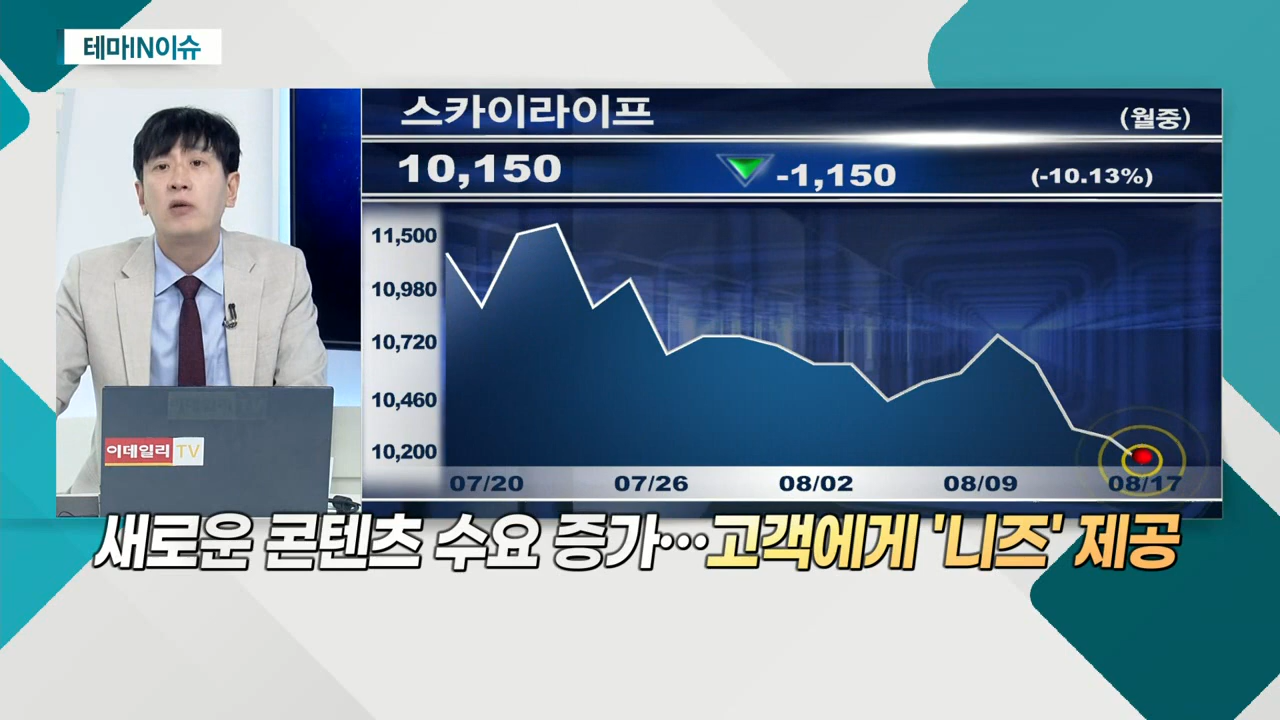 테마IN이슈
스카이라이프
(월중)
10,150
-1,150
(-10.13%)
11,500
10,980
10,720
10,460
10,200
07/20
07/26
08/02
08/09
08/17
이데일리TV
새로운 콘텐츠 수요 증가…고객에게 '니즈' 제공